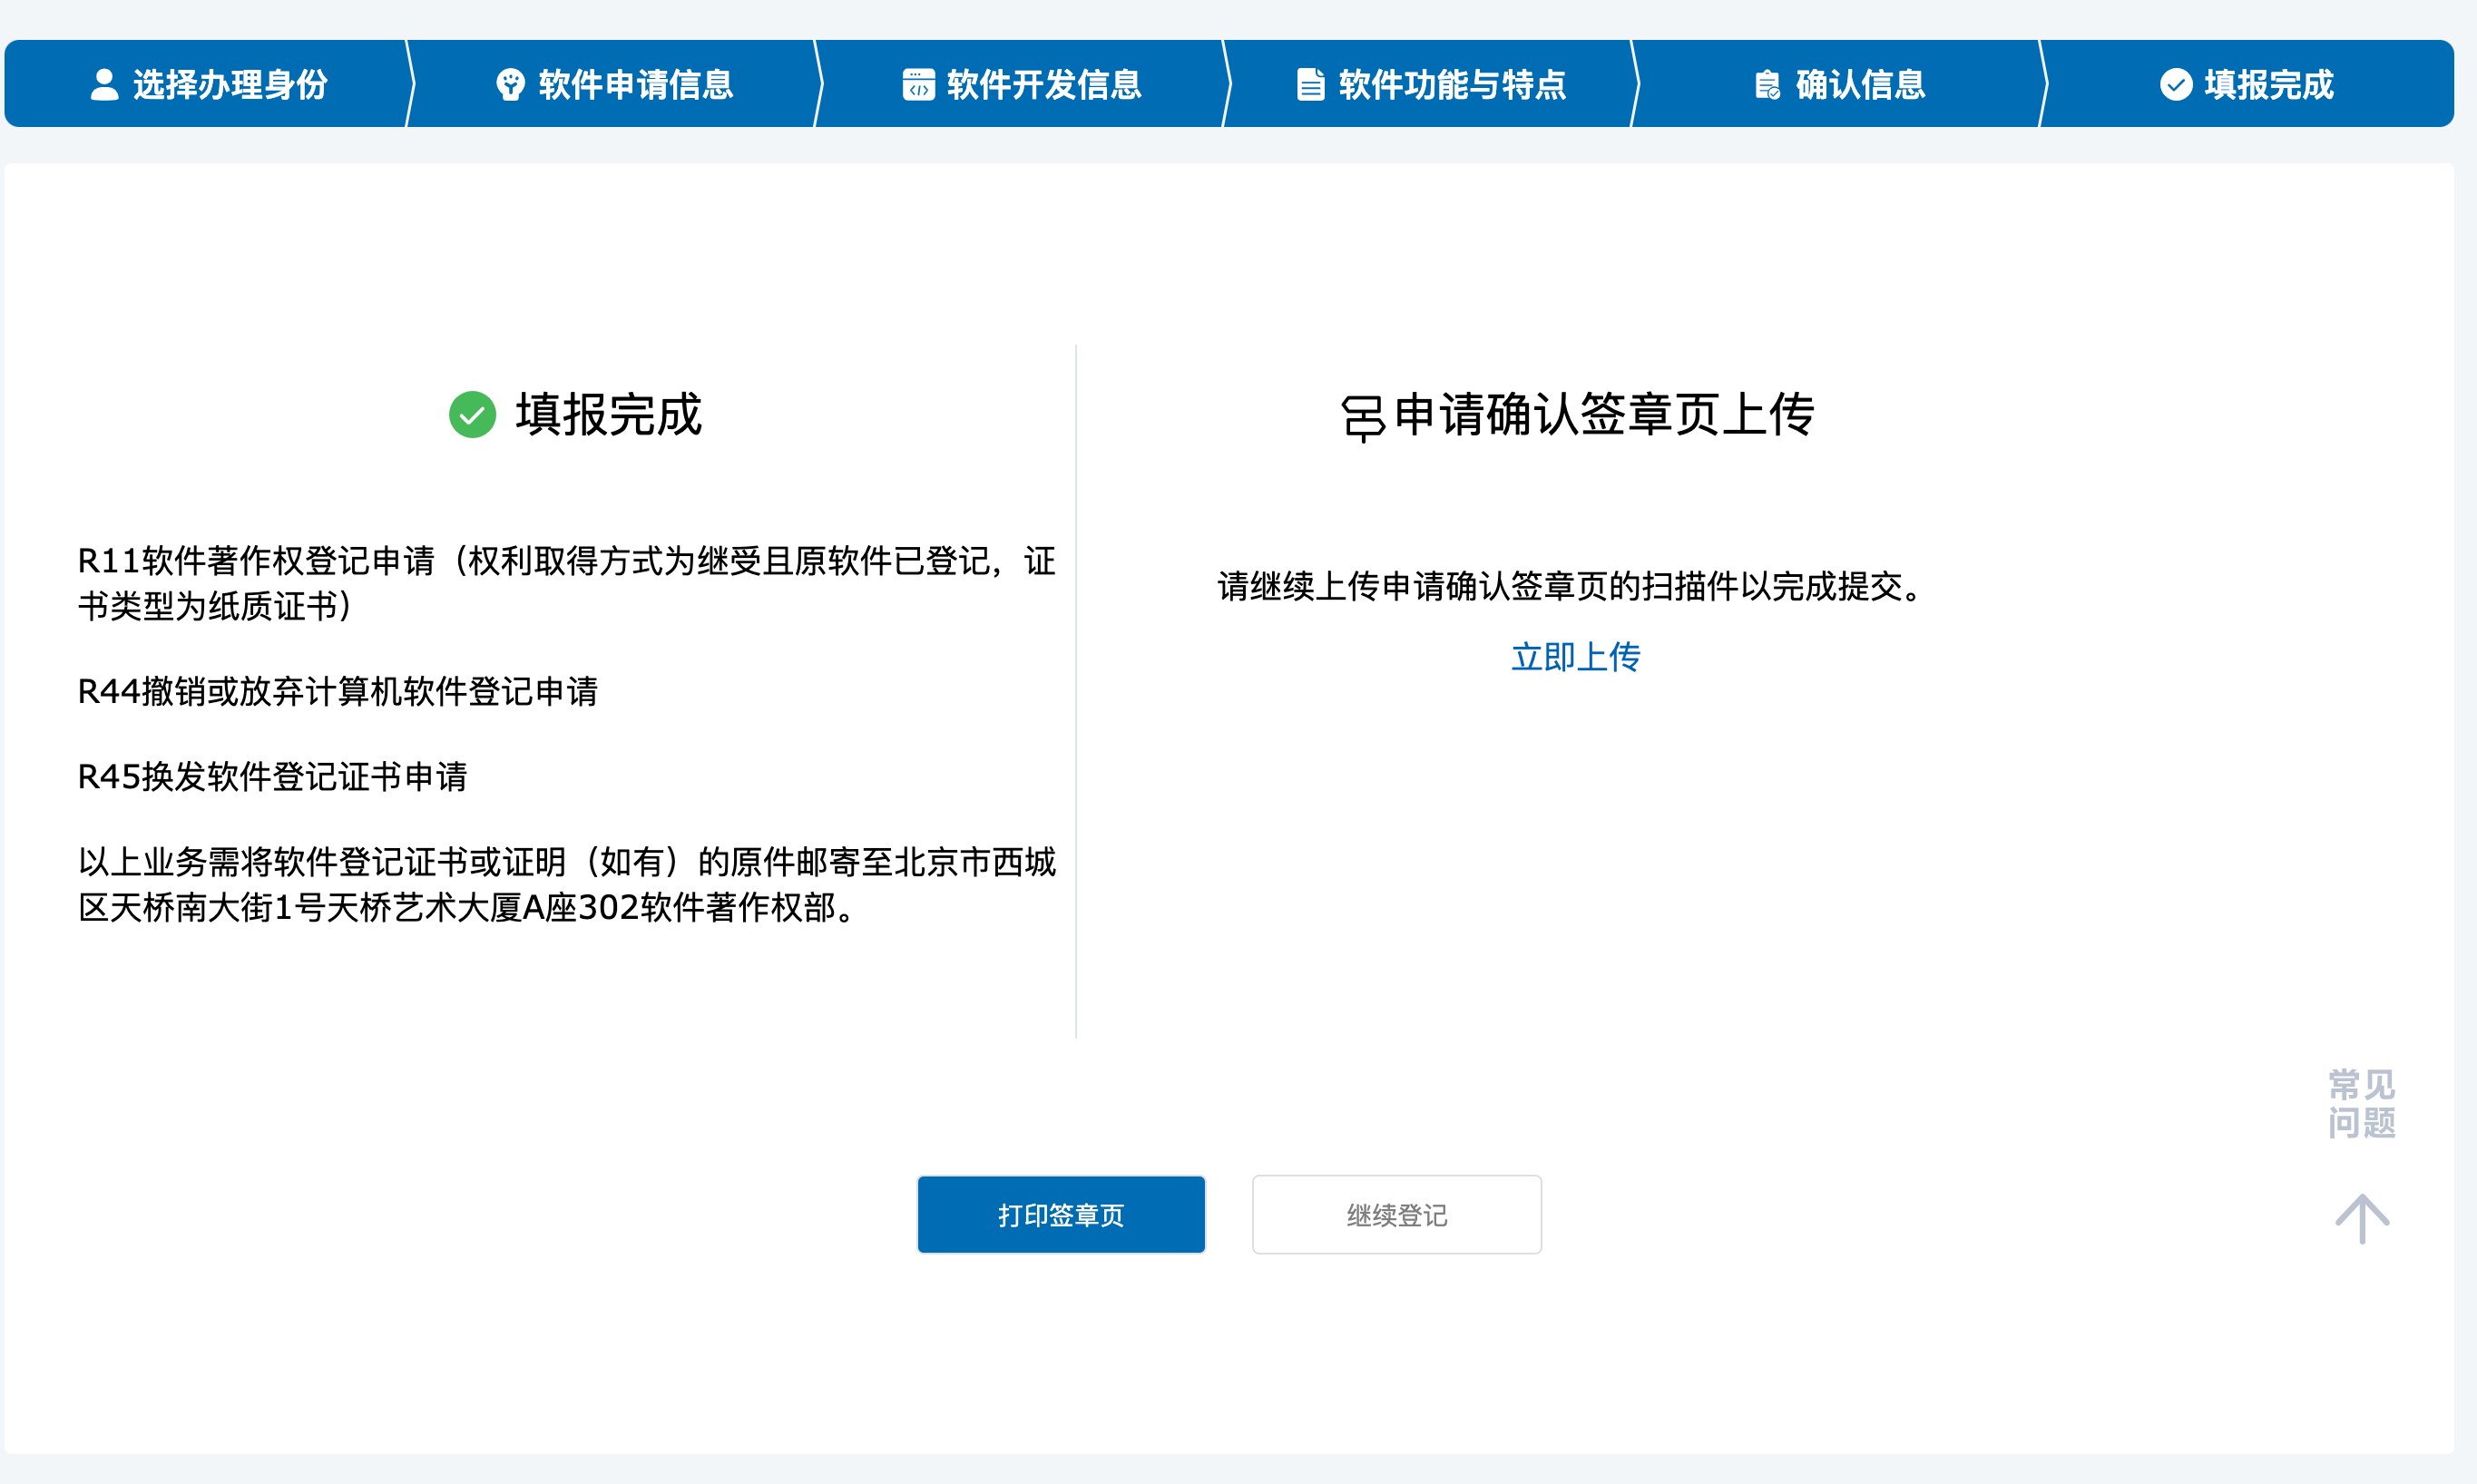 选择办理身份
软件申请信息
软件开发信息
软件功能与特点
确认信息
填报完成
填报完成
R11软件著作权登记申请（权利取得方式为继受且原软件已登记，证
书类型为纸质证书）
R44撤销或放弃计算机软件登记申请
R45换发软件登记证书申请
以上业务需将软件登记证书或证明（如有）的原件邮寄至北京市西城
区天桥南大街1号天桥艺术大厦A座302软件著作权部。
申请确认签章页上传
请继续上传申请确认签章页的扫描件以完成提交。
立即上传
常见
问题
打印签章页
继续登记